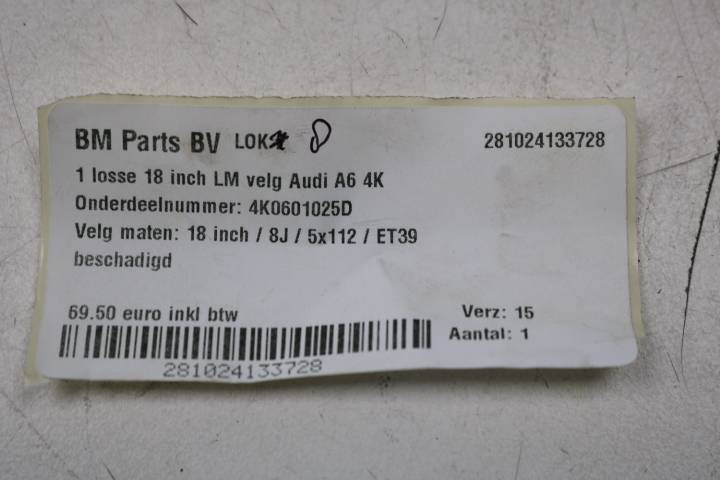 BM Parts BV LOK 8
281024133728
1 losse 18 inch LM velg Audi A6 4K
Onderdeelnummer: 4K0601025D
Velg maten: 18 inch / 8J / 5x112 / ET39
beschadigd
69.50 euro inkl btw
Verz: 15
Aantal: 1
281024133728